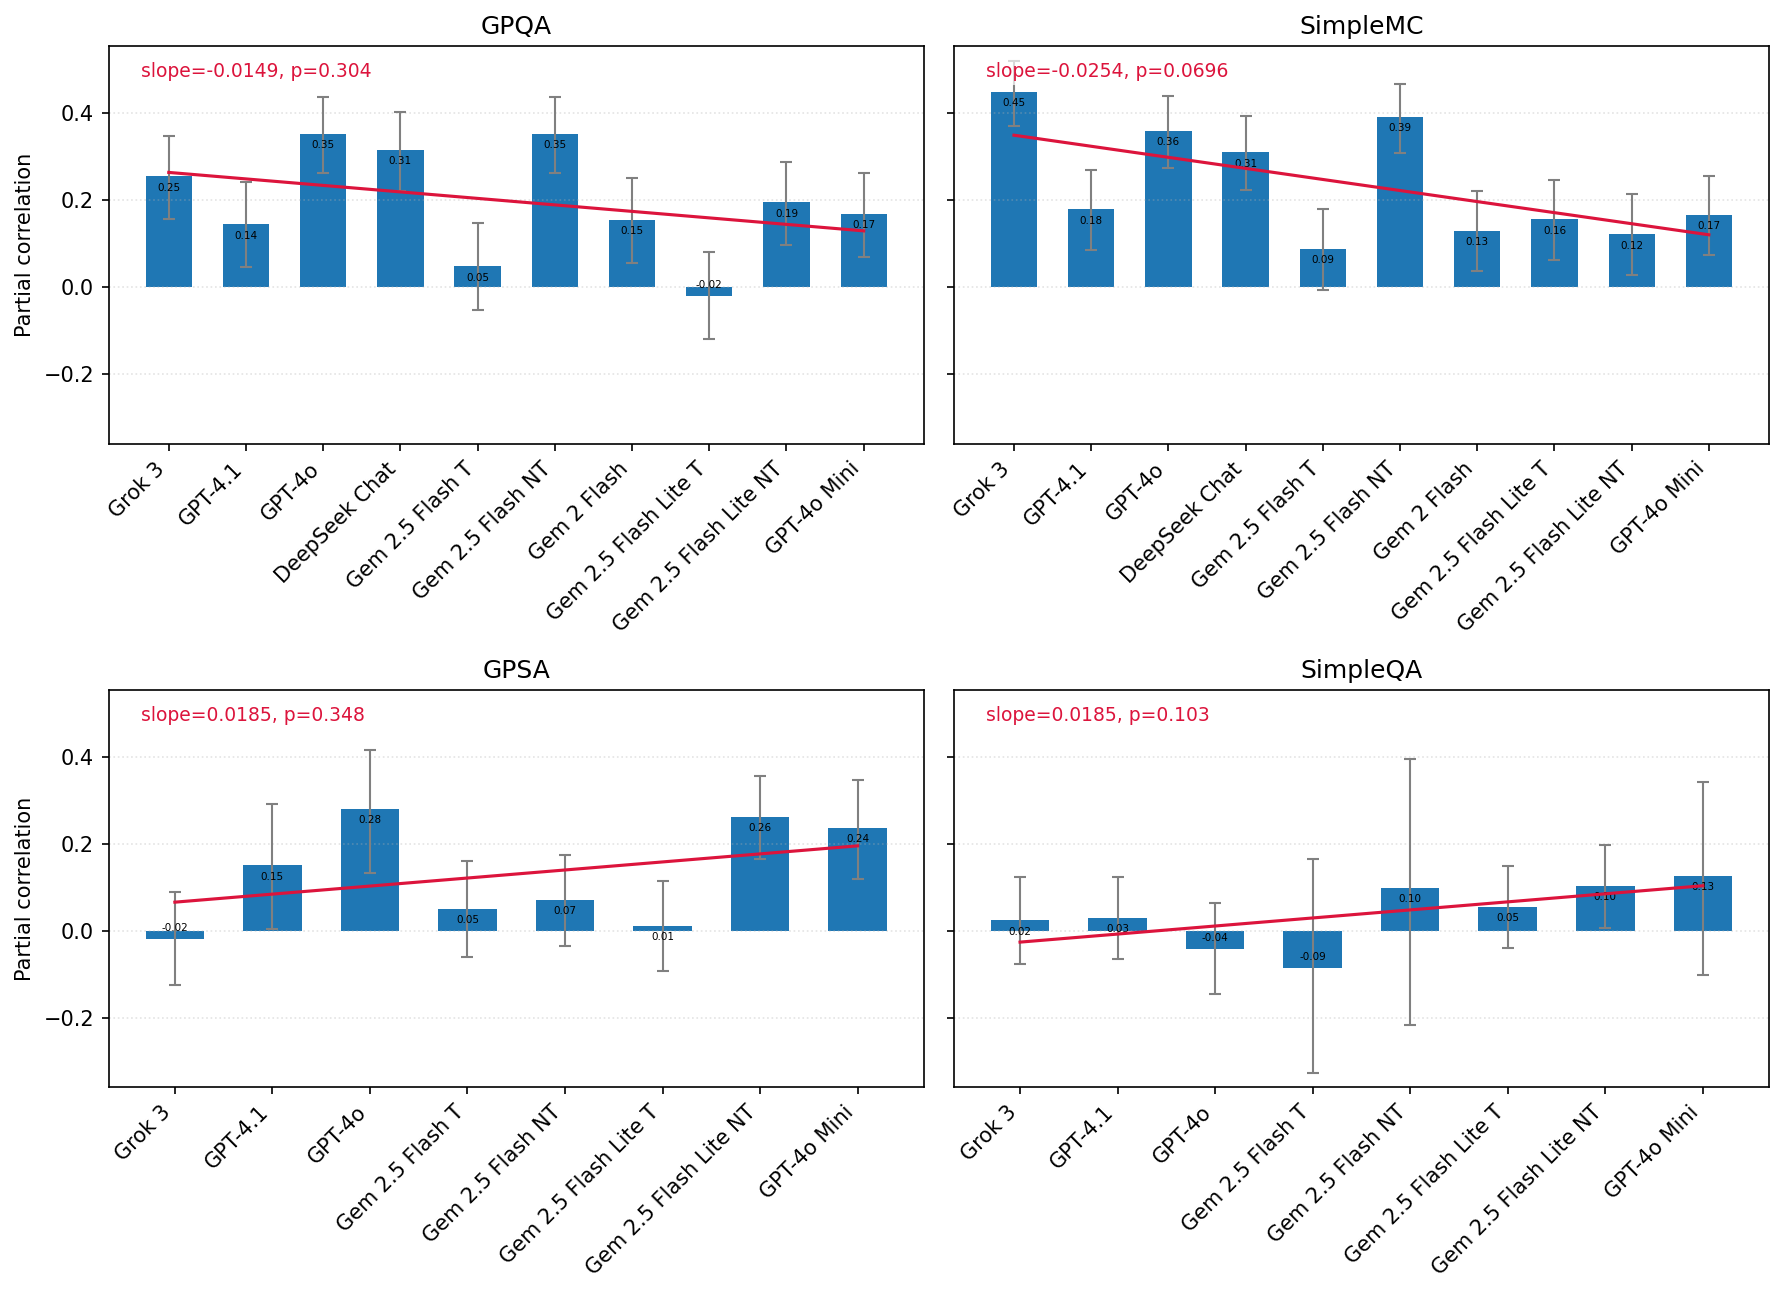 GPQA
slope=-0.0149, p=0.304
Partial correlation
0.4
0.2
0.0
−0.2
0.25
0.14
0.35
0.31
0.05
0.35
0.15
-0.02
0.19
0.17
Grok 3
GPT-4.1
GPT-4o
DeepSeek Chat
Gem 2.5 Flash T
Gem 2.5 Flash NT
Gem 2 Flash
Gem 2.5 Flash Lite T
Gem 2.5 Flash Lite NT
GPT-4o Mini
SimpleMC
slope=-0.0254, p=0.0696
0.45
0.18
0.36
0.31
0.09
0.39
0.13
0.16
0.12
0.17
Grok 3
GPT-4.1
GPT-4o
DeepSeek Chat
Gem 2.5 Flash T
Gem 2.5 Flash NT
Gem 2 Flash
Gem 2.5 Flash Lite T
Gem 2.5 Flash Lite NT
GPT-4o Mini
GPSA
slope=0.0185, p=0.348
Partial correlation
0.4
0.2
0.0
−0.2
-0.02
0.15
0.28
0.05
0.07
0.01
0.26
0.24
Grok 3
GPT-4.1
GPT-4o
Gem 2.5 Flash T
Gem 2.5 Flash NT
Gem 2.5 Flash Lite T
Gem 2.5 Flash Lite NT
GPT-4o Mini
SimpleQA
slope=0.0185, p=0.103
0.02
0.03
-0.04
-0.09
0.10
0.05
0.10
0.13
Grok 3
GPT-4.1
GPT-4o
Gem 2.5 Flash T
Gem 2.5 Flash NT
Gem 2.5 Flash Lite T
Gem 2.5 Flash Lite NT
GPT-4o Mini